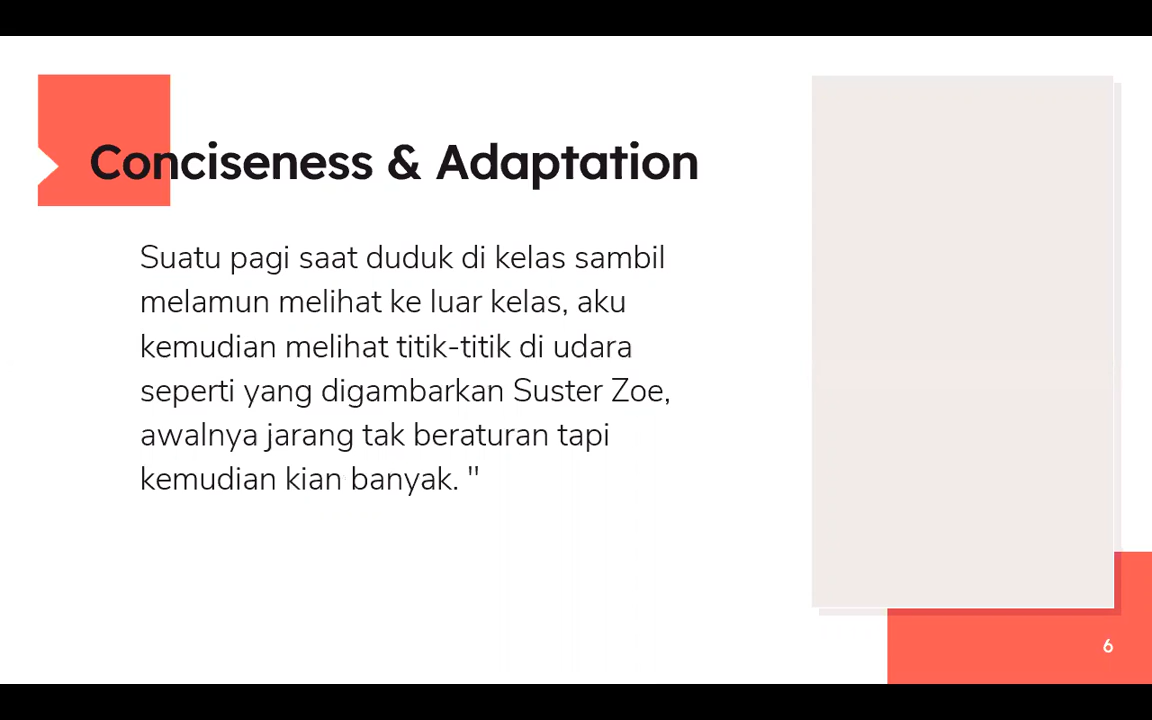 Conciseness & Adaptation
Suatu pagi saat duduk di kelas sambil
melamun melihat ke luar kelas, aku
kemudian melihat titik-titik di udara
seperti yang digambarkan Suster Zoe,
awalnya jarang tak beraturan tapi
kemudian kian banyak. "
6